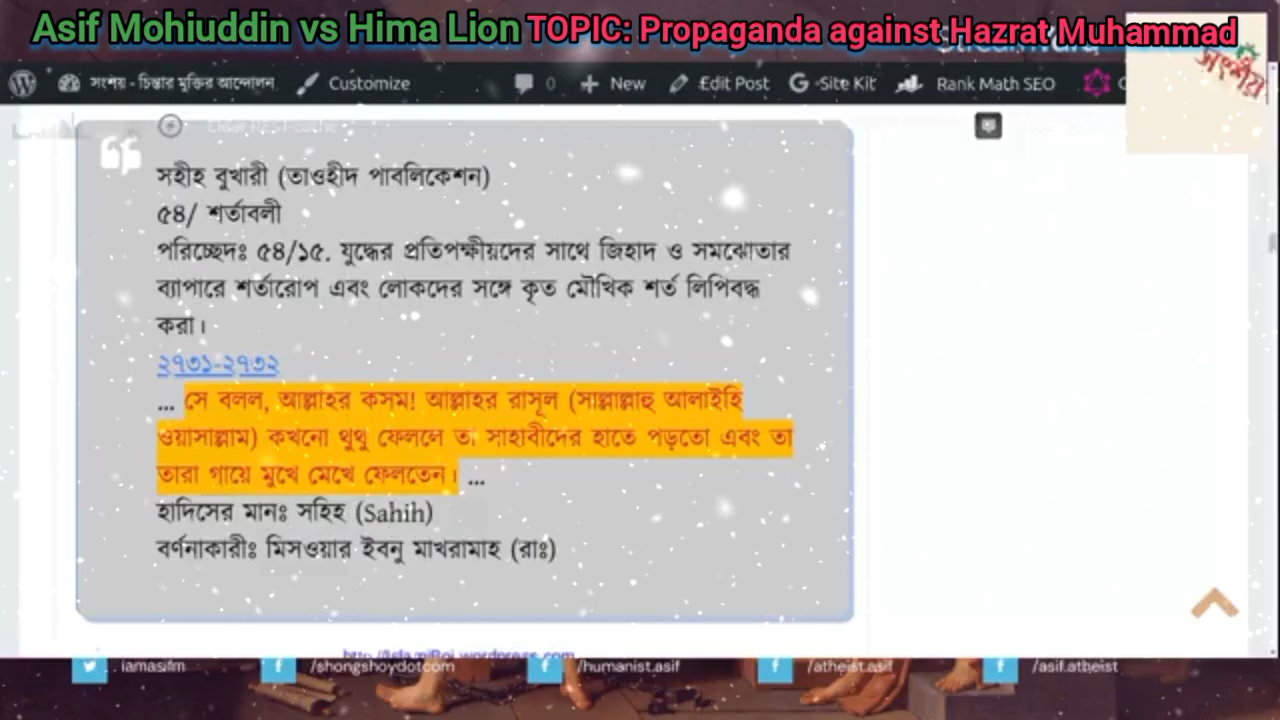 Asif Mohiuddin vs Hima Lion TOPIC: Propaganda against Hazrat Muhammad
সংশয় - চিন্তার মুক্তির আন্দোলন Customize 0 New Edit Post Site Kit Rank Math SEO
সংশয়
সহীহ বুখারী (তাওহীদ পাবলিকেশন)
৫৪/ শর্তাবলী
পরিচ্ছেদঃ ৫৪/১৫. যুদ্ধের প্রতিপক্ষীয়দের সাথে জিহাদ ও সমঝোতার
ব্যাপারে শর্তারোপ এবং লোকদের সঙ্গে কৃত মৌখিক শর্ত লিপিবদ্ধ
করা।
২৭৩১-২৭৩২
... সে বলল, আল্লাহর কসম! আল্লাহর রাসূল (সাল্লাল্লাহু আলাইহি
ওয়াসাল্লাম) কখনো থুথু ফেললে তা সাহাবীদের হাতে পড়তো এবং তা
তারা গায়ে মুখে মেখে ফেলতেন। ...
হাদিসের মানঃ সহিহ (Sahih)
বর্ণনাকারীঃ মিসওয়ার ইবনু মাখরামাহ (রাঃ)
iamasifm /shongshoydotcom /humanist.asif /atheist.asif /asif.atheist